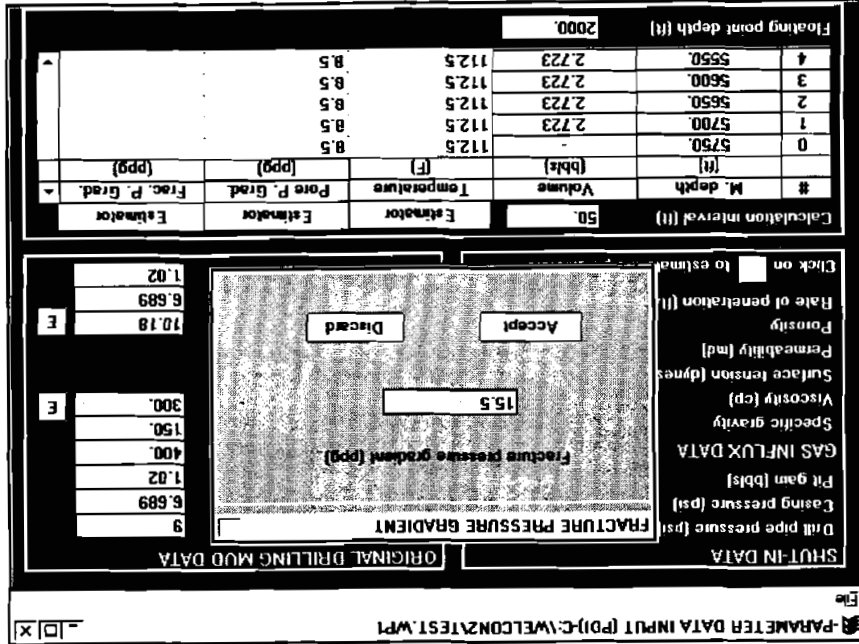 -PARAMETER DATA INPUT (PDI)-C:\WELLCON2\TEST.WP1
File
SHUT-IN DATA
ORIGINAL DRILLING MUD DATA
Drill pipe pressure (psi)
9
Casing pressure (psi)
6.689
Pit gain (bbls)
1.02
GAS INFLUX DATA
400.
Specific gravity
150.
Viscosity (cp)
300. E
Surface tension (dynes
Permeability (md)
Porosity
10.18 E
Rate of penetration (ft
6.689
Click on to estimate
1.02
FRACTURE PRESSURE GRADIENT
Fracture pressure gradient (ppg)
15.5
Accept Discard
Calculation interval (ft) 50. Estimator Estimator Estimator
# M. depth Volume Temperature Pore P. Grad. Frac. P. Grad.
(ft) (bbls) (F) (ppg) (ppg)
0 5750. - 112.5 8.5
1 5700. 2.723 112.5 8.5
2 5650. 2.723 112.5 8.5
3 5600. 2.723 112.5 8.5
4 5550. 2.723 112.5 8.5
Floating point depth (ft) 2000.